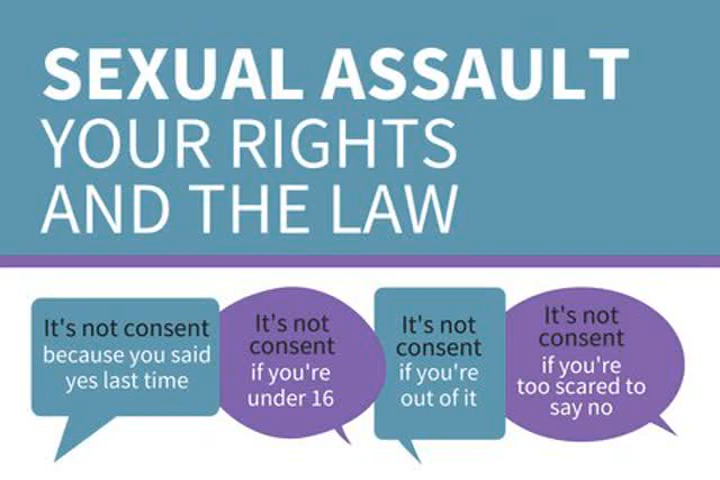 SEXUAL ASSAULT
YOUR RIGHTS
AND THE LAW
It's not consent
because you said
yes last time
It's not
consent
if you're
under 16
It's not
consent
if you're
out of it
It's not
consent
if you're
too scared to
say no